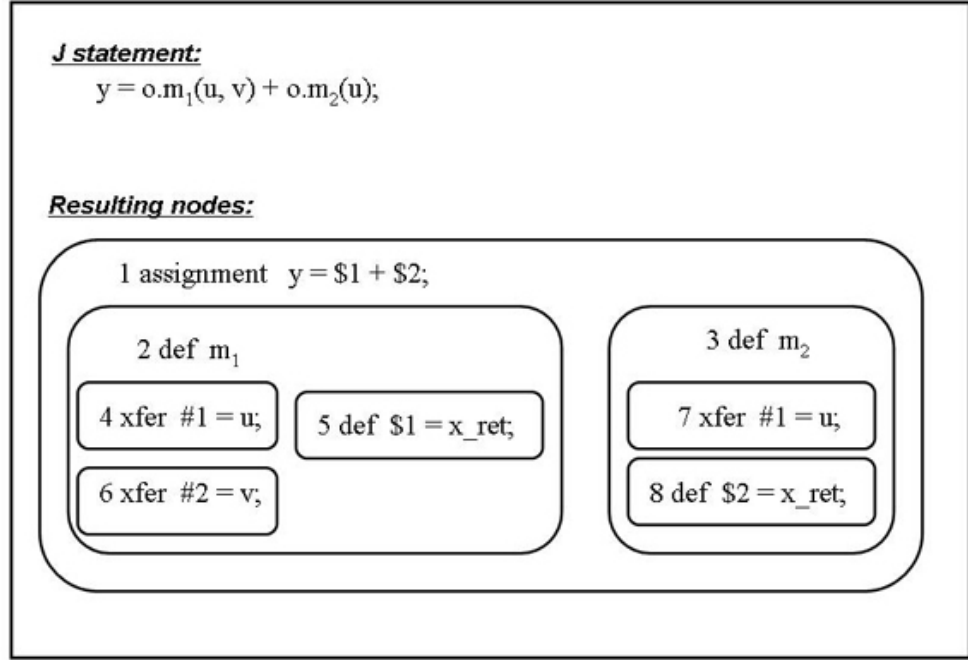 J statement:
y = o.m₁(u, v) + o.m₂(u);
Resulting nodes:
1 assignment y = $1 + $2;
2 def m₁
4 xfer #1 = u;
5 def $1 = x_ret;
6 xfer #2 = v;
3 def m₂
7 xfer #1 = u;
8 def $2 = x_ret;